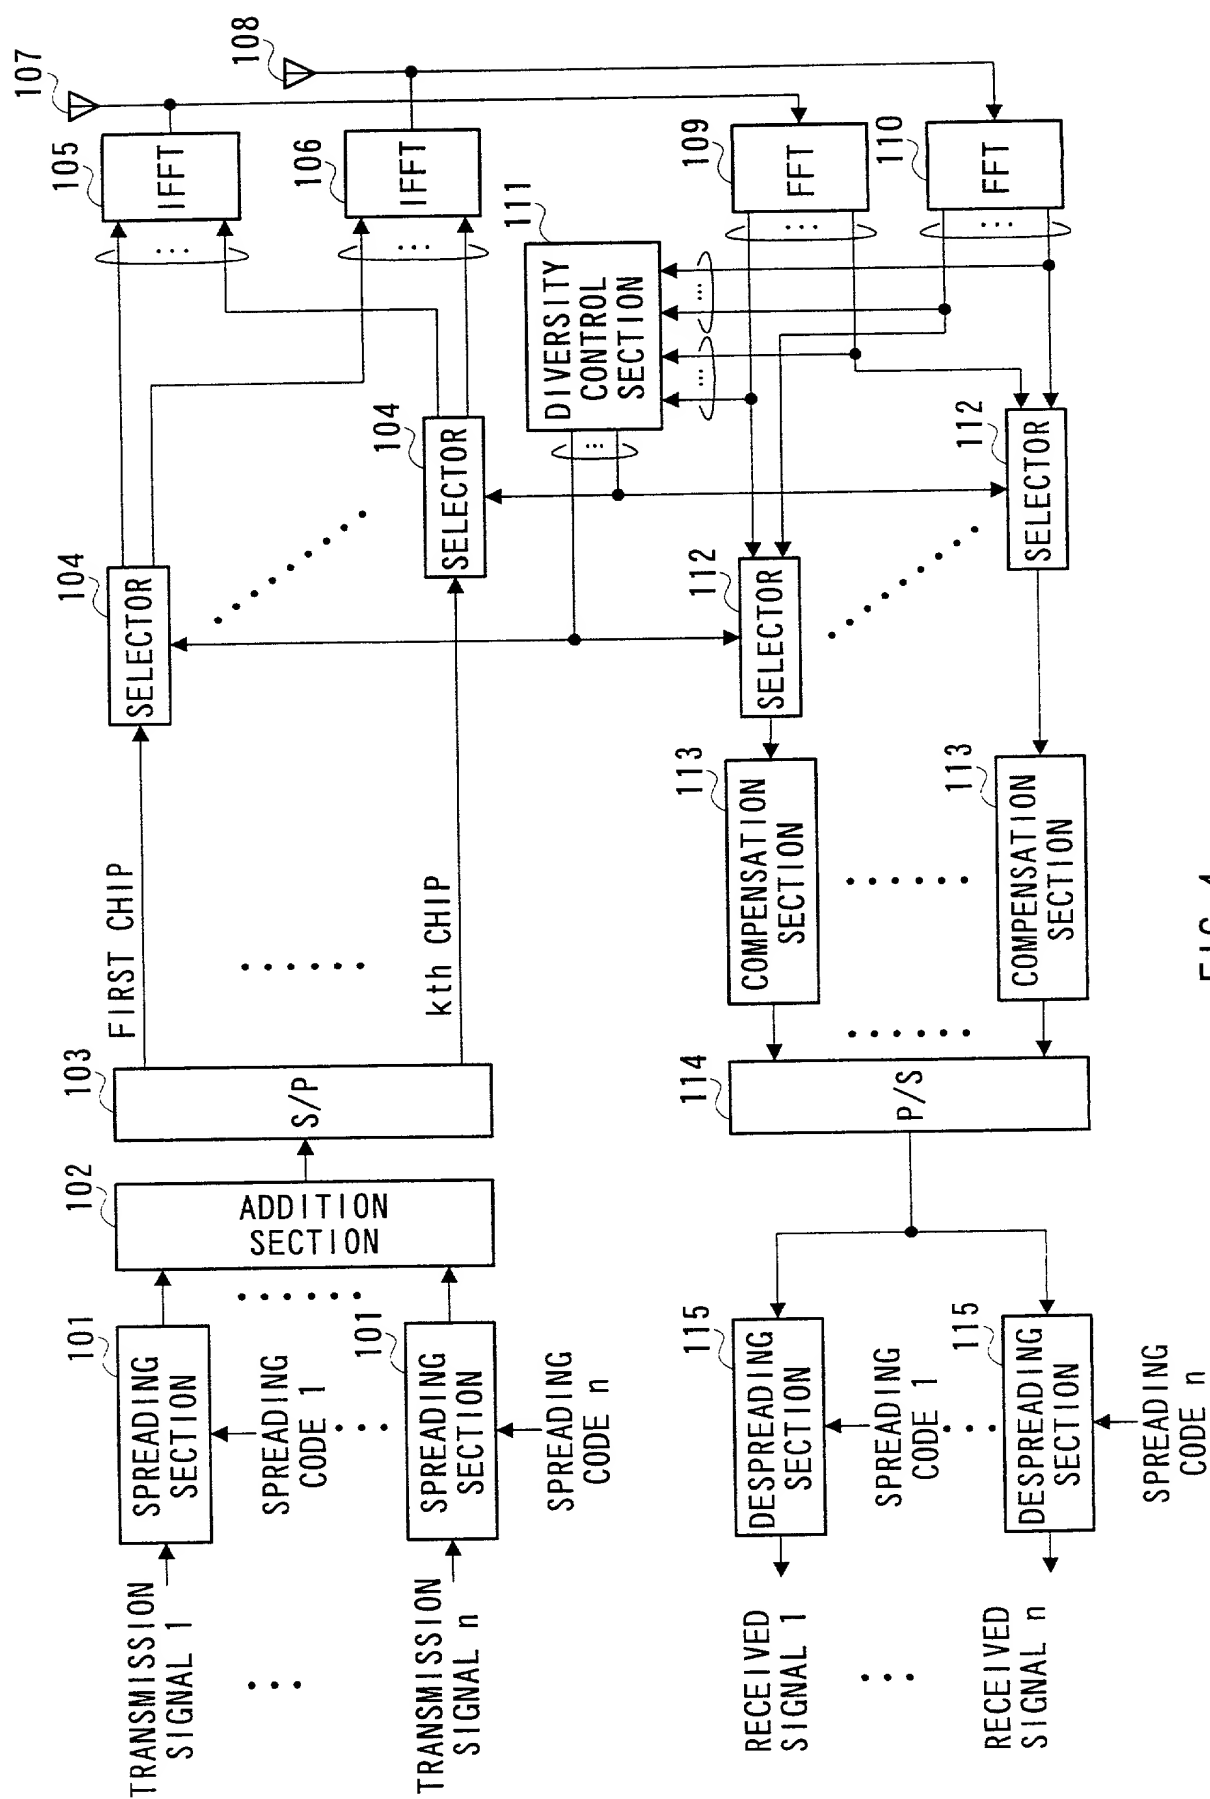 TRANSMISSION
SIGNAL 1
TRANSMISSION
SIGNAL n
101
SPREADING
SECTION
SPREADING
CODE 1
101
SPREADING
SECTION
SPREADING
CODE n
102
ADDITION
SECTION
103
S/P
FIRST CHIP
kth CHIP
104
SELECTOR
104
SELECTOR
105
IFFT
106
IFFT
107
108
111
DIVERSITY
CONTROL
SECTION
109
FFT
110
FFT
112
SELECTOR
112
SELECTOR
113
COMPENSATION
SECTION
113
COMPENSATION
SECTION
114
P/S
115
DESPREADING
SECTION
SPREADING
CODE 1
115
DESPREADING
SECTION
SPREADING
CODE n
RECEIVED
SIGNAL 1
RECEIVED
SIGNAL n